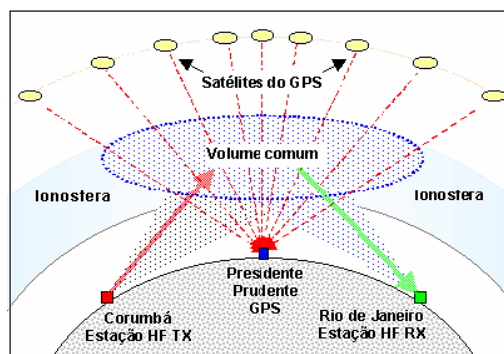 Satélites do GPS
Volume comum
Ionosfera
Ionosfera
Presidente
Prudente
GPS
Corumbá
Estação HF TX
Rio de Janeiro
Estação HF RX